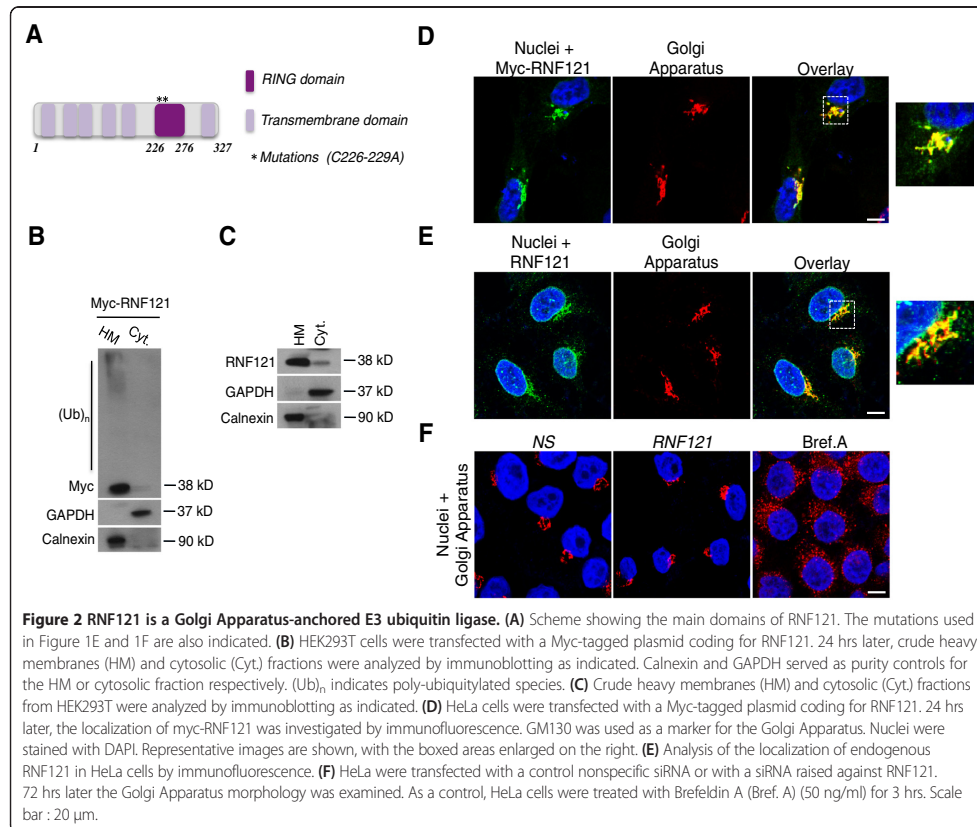 A
RING domain
Transmembrane domain
*Mutations (C226-229A)
**
1
226
276
327
B
Myc-RNF121
HM
Cyt.
(Ub)n
Myc
38 kD
GAPDH
37 kD
Calnexin
90 kD
C
HM
Cyt.
RNF121
38 kD
GAPDH
37 kD
Calnexin
90 kD
D
Nuclei +
Myc-RNF121
Golgi
Apparatus
Overlay
E
Nuclei +
RNF121
Golgi
Apparatus
Overlay
F
NS
RNF121
Bref.A
Nuclei +
Golgi Apparatus
Figure 2 RNF121 is a Golgi Apparatus-anchored E3 ubiquitin ligase. (A) Scheme showing the main domains of RNF121. The mutations used
in Figure 1E and 1F are also indicated. (B) HEK293T cells were transfected with a Myc-tagged plasmid coding for RNF121. 24 hrs later, crude heavy
membranes (HM) and cytosolic (Cyt.) fractions were analyzed by immunoblotting as indicated. Calnexin and GAPDH served as purity controls for
the HM or cytosolic fraction respectively. (Ub)n indicates poly-ubiquitylated species. (C) Crude heavy membranes (HM) and cytosolic (Cyt.) fractions
from HEK293T were analyzed by immunoblotting as indicated. (D) HeLa cells were transfected with a Myc-tagged plasmid coding for RNF121. 24 hrs
later, the localization of myc-RNF121 was investigated by immunofluorescence. GM130 was used as a marker for the Golgi Apparatus. Nuclei were
stained with DAPI. Representative images are shown, with the boxed areas enlarged on the right. (E) Analysis of the localization of endogenous
RNF121 in HeLa cells by immunofluorescence. (F) HeLa were transfected with a control nonspecific siRNA or with a siRNA raised against RNF121.
72 hrs later the Golgi Apparatus morphology was examined. As a control, HeLa cells were treated with Brefeldin A (Bref. A) (50 ng/ml) for 3 hrs. Scale
bar : 20 μm.